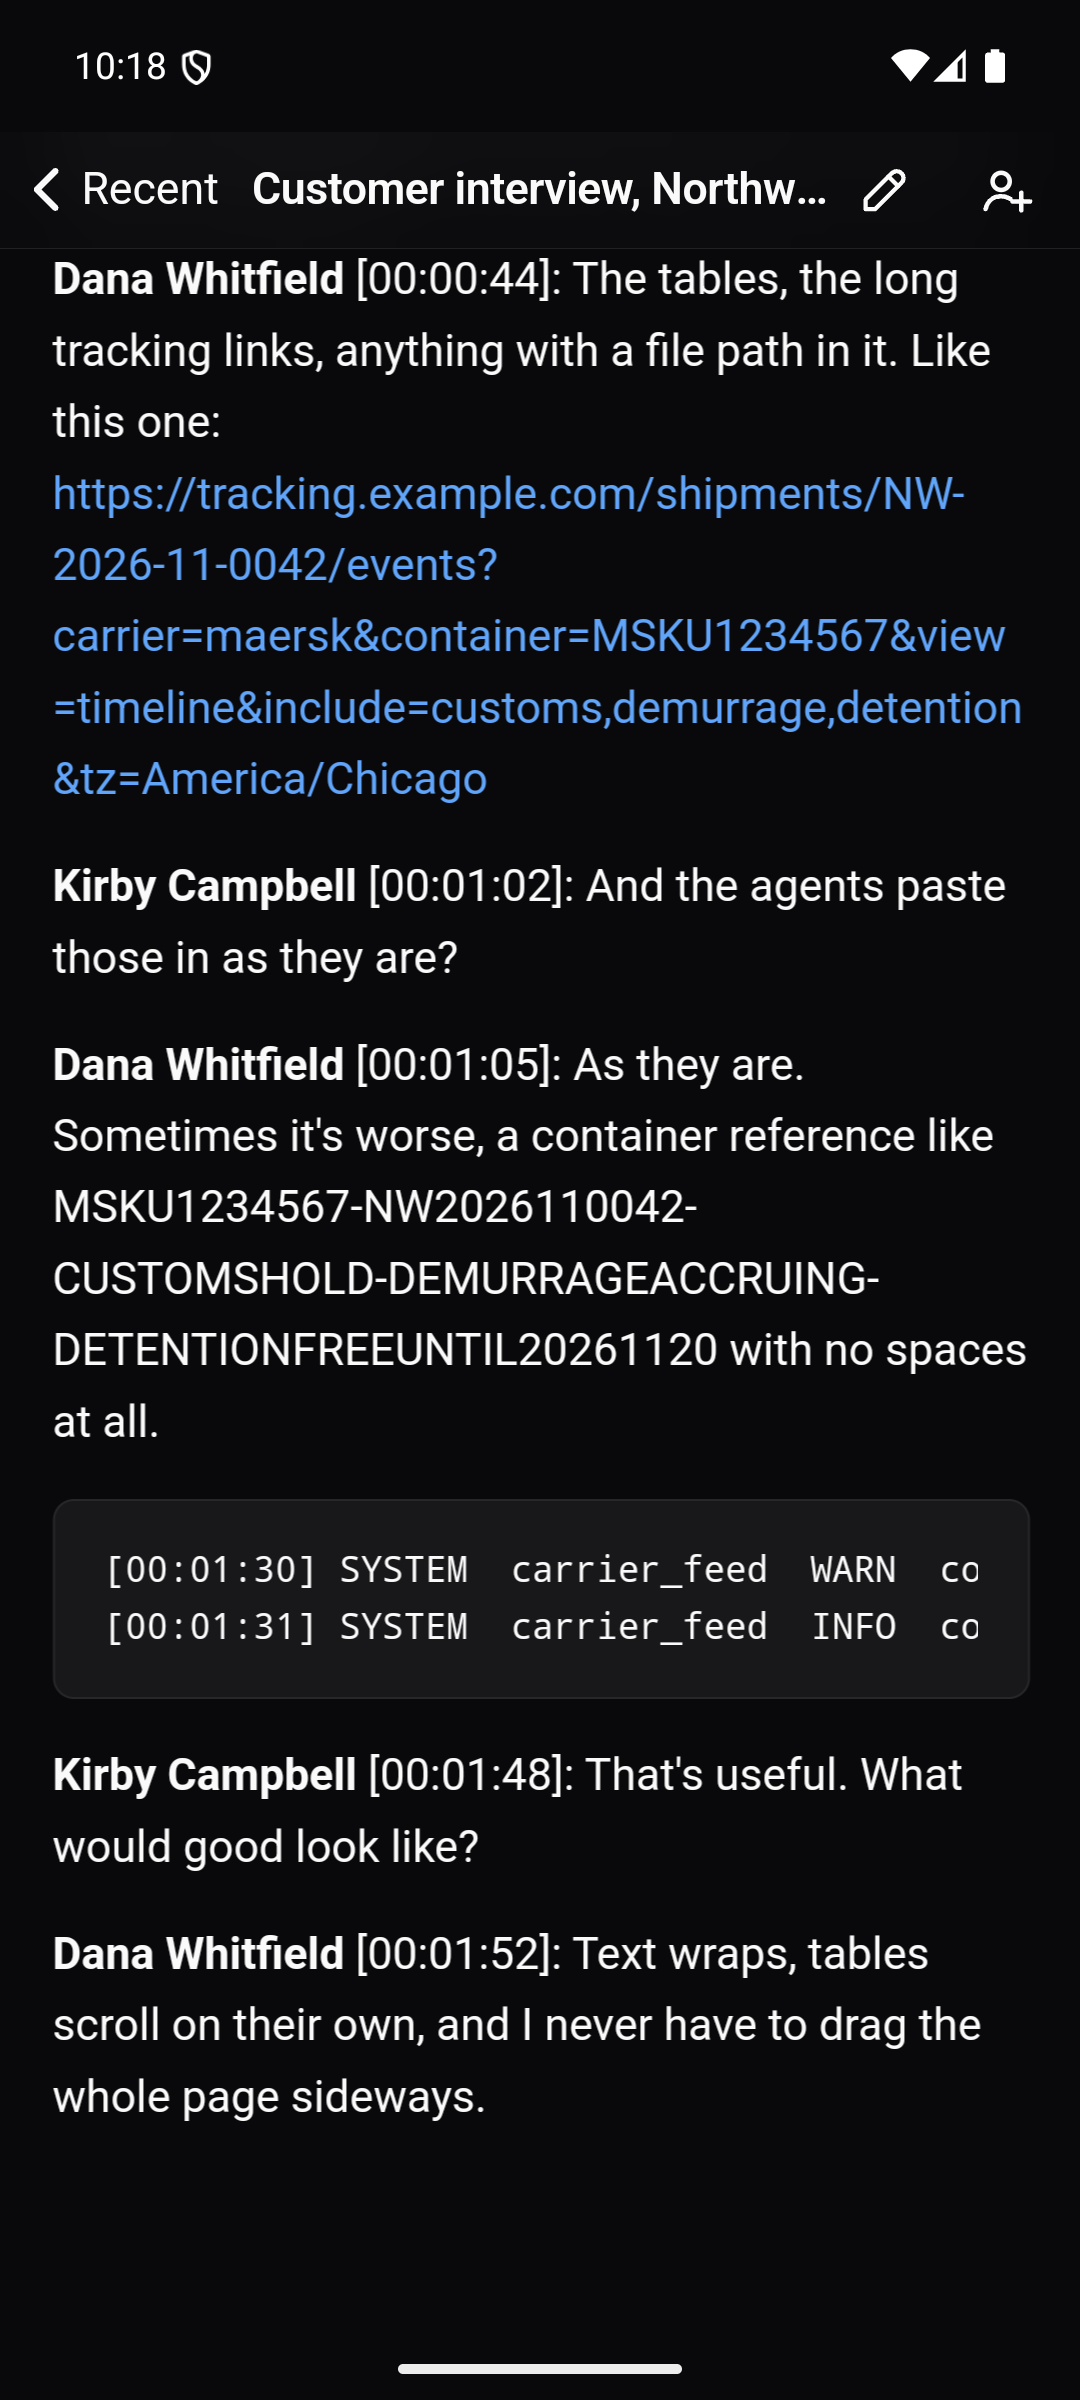 10:18
Recent Customer interview, Northw...
Dana Whitfield [00:00:44]: The tables, the long
tracking links, anything with a file path in it. Like
this one:
https://tracking.example.com/shipments/NW-
2026-11-0042/events?
carrier=maersk&container=MSKU1234567&view
=timeline&include=customs,demurrage,detention
&tz=America/Chicago
Kirby Campbell [00:01:02]: And the agents paste
those in as they are?
Dana Whitfield [00:01:05]: As they are.
Sometimes it's worse, a container reference like
MSKU1234567-NW2026110042-
CUSTOMSHOLD-DEMURRAGEACCRUING-
DETENTIONFREEUNTIL20261120 with no spaces
at all.
[00:01:30] SYSTEM  carrier_feed  WARN  co
[00:01:31] SYSTEM  carrier_feed  INFO  co
Kirby Campbell [00:01:48]: That's useful. What
would good look like?
Dana Whitfield [00:01:52]: Text wraps, tables
scroll on their own, and I never have to drag the
whole page sideways.